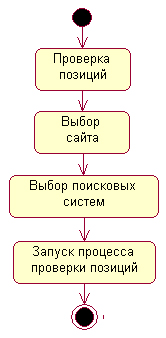 Проверка
позиций
Выбор
сайта
Выбор поисковых
систем
Запуск процесса
проверки позиций